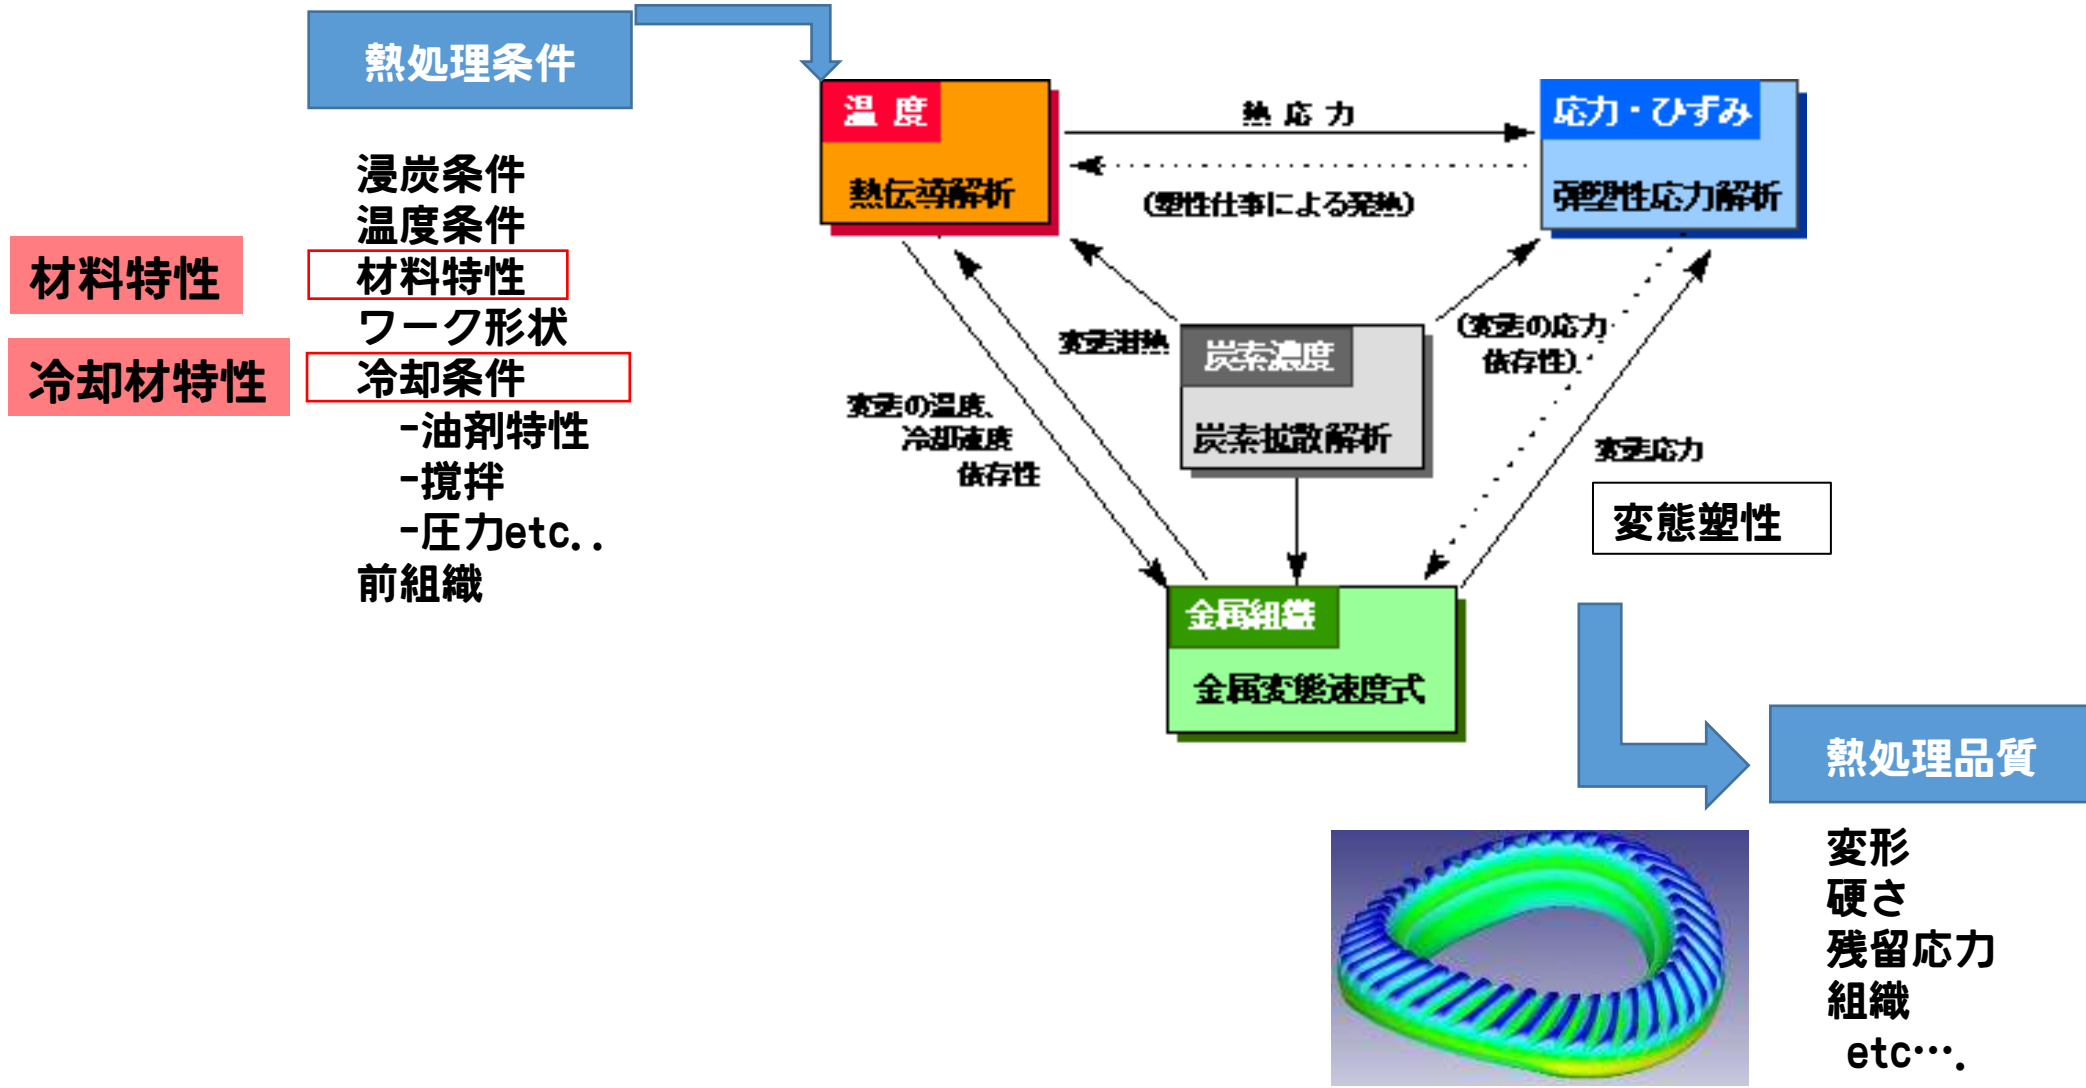 熱処理条件
浸炭条件
温度条件
材料特性
材料特性
ワーク形状
冷却材特性
冷却条件
-油剤特性
-撹拌
-圧力etc..
前組織
温 度
熱伝導解析
熱 応 力
(塑性仕事による発熱)
応力・ひずみ
弾塑性応力解析
変態潜熱
炭素濃度
炭素拡散解析
(変態の応力
依存性)
変態の温度、
冷却速度
依存性
変態応力
変態塑性
金属組織
金属変態速度式
熱処理品質
変形
硬さ
残留応力
組織
etc….